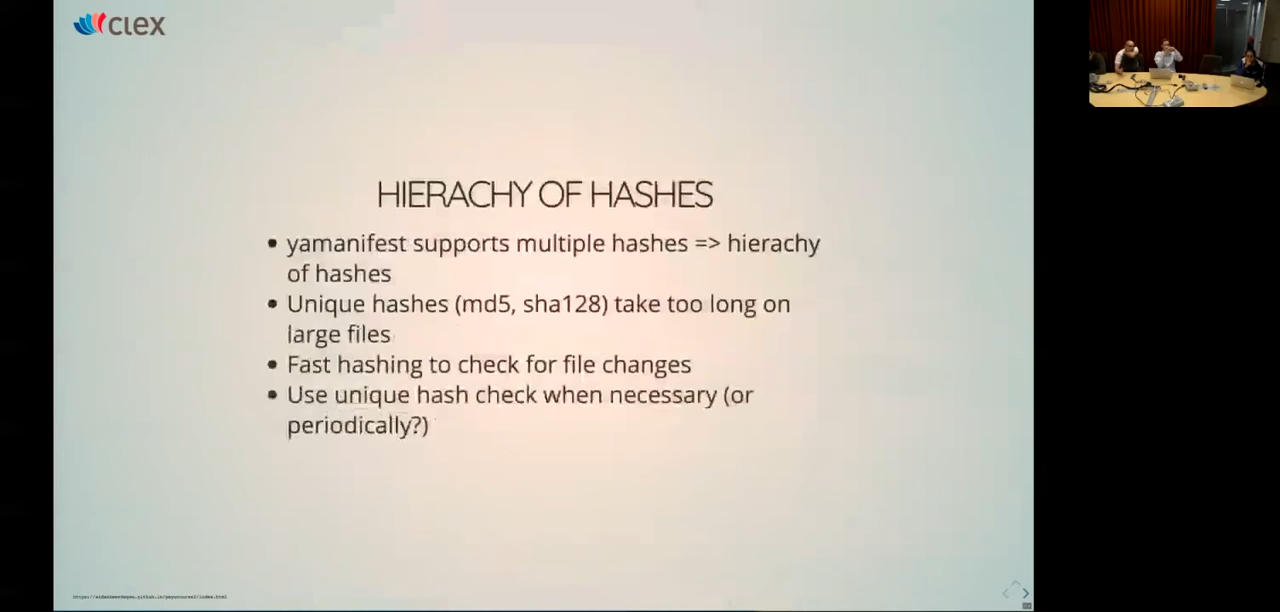 clex
HIERACHY OF HASHES
• yamanifest supports multiple hashes => hierachy
of hashes
• Unique hashes (md5, sha128) take too long on
large files
• Fast hashing to check for file changes
• Use unique hash check when necessary (or
periodically?)